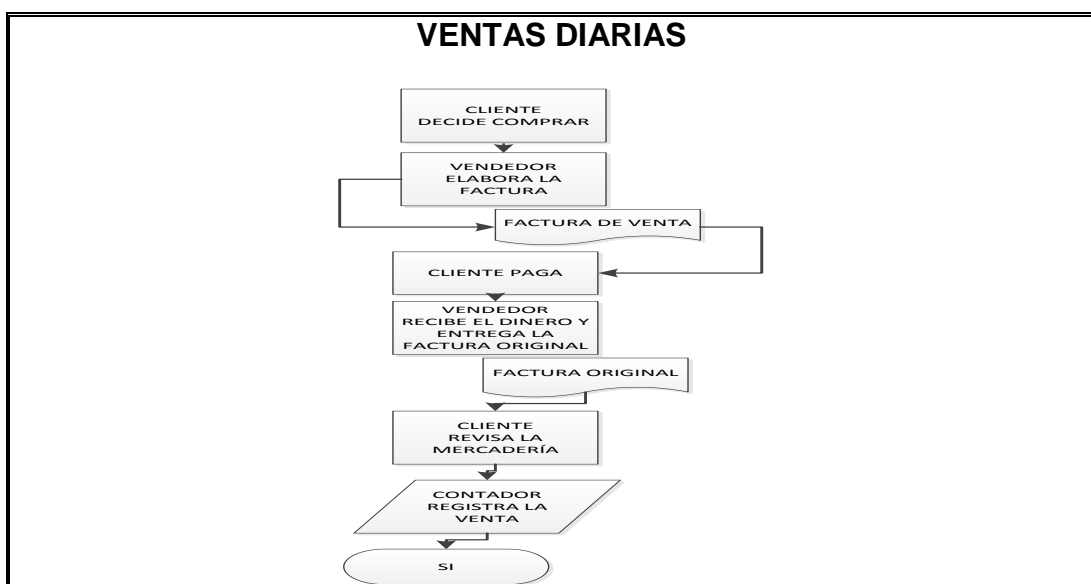 VENTAS DIARIAS
CLIENTE
DECIDE COMPRAR
VENDEDOR
ELABORA LA
FACTURA
FACTURA DE VENTA
CLIENTE PAGA
VENDEDOR
RECIBE EL DINERO Y
ENTREGA LA
FACTURA ORIGINAL
FACTURA ORIGINAL
CLIENTE
REVISA LA
MERCADERÍA
CONTADOR
REGISTRA LA
VENTA
SI